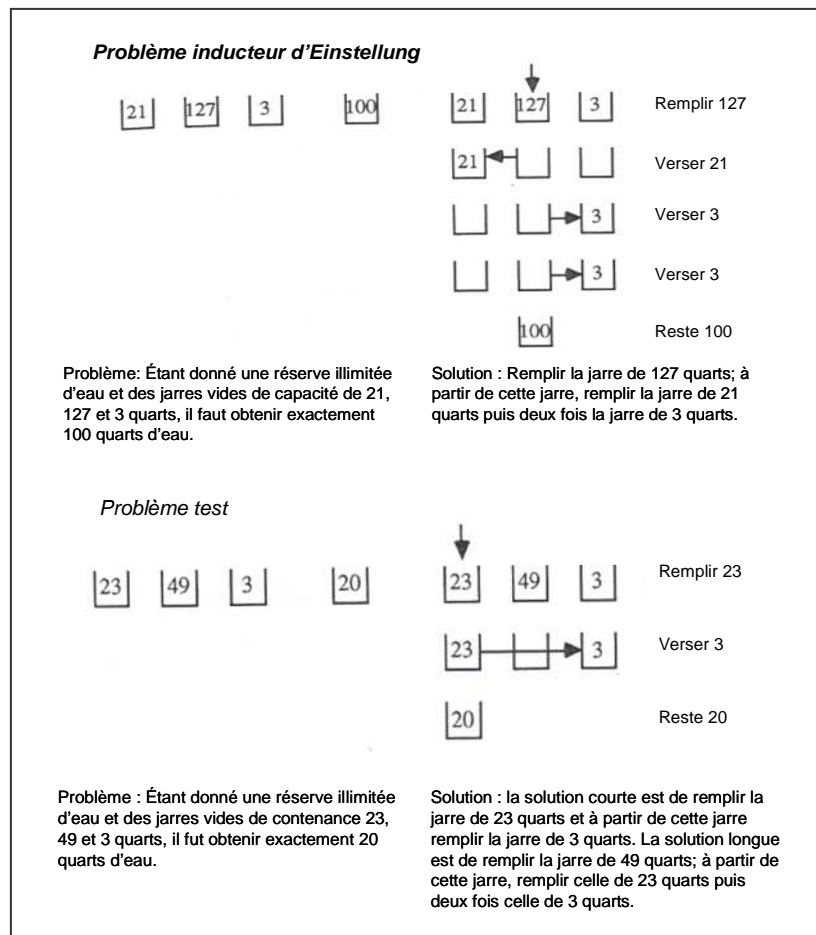 Problème inducteur d'Einstellung
21 127 3 100
21 127 3 Remplir 127
21 Verser 21
3 Verser 3
3 Verser 3
100 Reste 100
Problème: Étant donné une réserve illimitée
d'eau et des jarres vides de capacité de 21,
127 et 3 quarts, il faut obtenir exactement
100 quarts d'eau.
Solution : Remplir la jarre de 127 quarts; à
partir de cette jarre, remplir la jarre de 21
quarts puis deux fois la jarre de 3 quarts.
Problème test
23 49 3 20
23 49 3 Remplir 23
23 3 Verser 3
20 Reste 20
Problème : Étant donné une réserve illimitée
d'eau et des jarres vides de contenance 23,
49 et 3 quarts, il fut obtenir exactement 20
quarts d'eau.
Solution : la solution courte est de remplir la
jarre de 23 quarts et à partir de cette jarre
remplir la jarre de 3 quarts. La solution longue
est de remplir la jarre de 49 quarts; à partir de
cette jarre, remplir celle de 23 quarts puis
deux fois celle de 3 quarts.